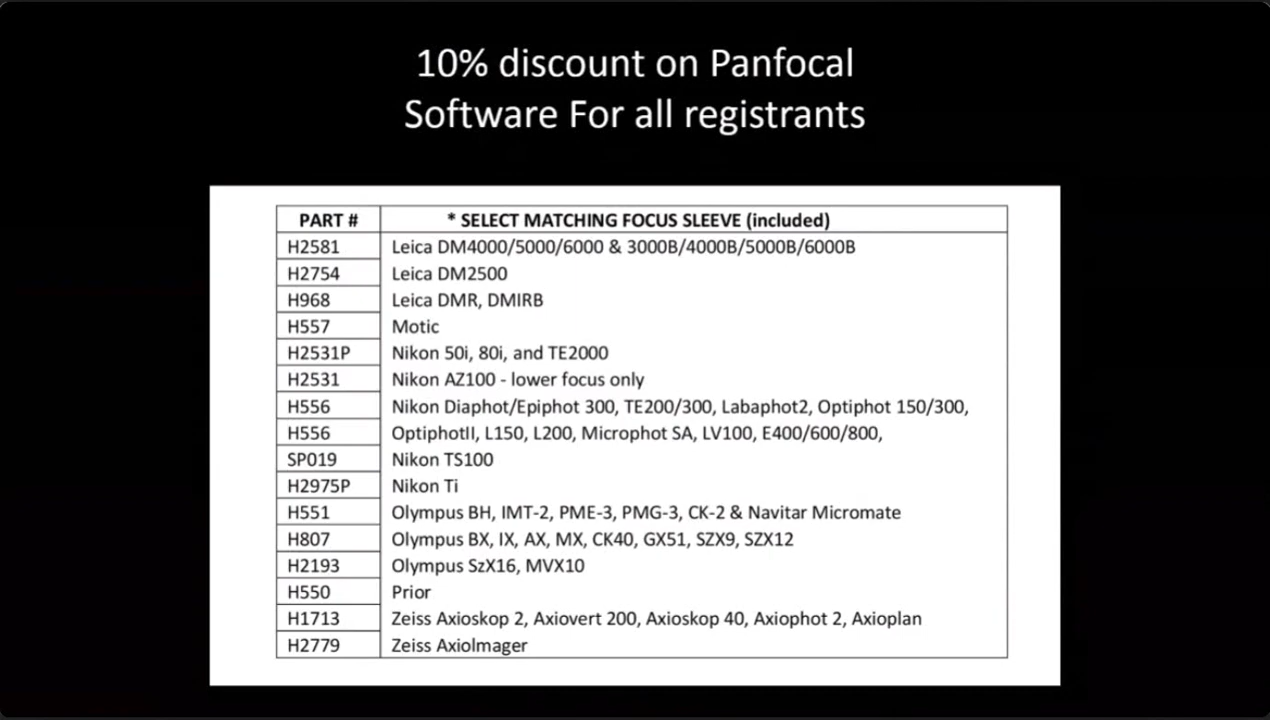 10% discount on Panfocal
Software For all registrants
PART # * SELECT MATCHING FOCUS SLEEVE (included)
H2581 Leica DM4000/5000/6000 & 3000B/4000B/5000B/6000B
H2754 Leica DM2500
H968 Leica DMR, DMIRB
H557 Motic
H2531P Nikon 50i, 80i, and TE2000
H2531 Nikon AZ100 - lower focus only
H556 Nikon Diaphot/Epiphot 300, TE200/300, Labaphot2, Optiphot 150/300,
H556 OptiphotII, L150, L200, Microphot SA, LV100, E400/600/800,
SP019 Nikon TS100
H2975P Nikon Ti
H551 Olympus BH, IMT-2, PME-3, PMG-3, CK-2 & Navitar Micromate
H807 Olympus BX, IX, AX, MX, CK40, GX51, SZX9, SZX12
H2193 Olympus SzX16, MVX10
H550 Prior
H1713 Zeiss Axioskop 2, Axiovert 200, Axioskop 40, Axiophot 2, Axioplan
H2779 Zeiss AxioImager